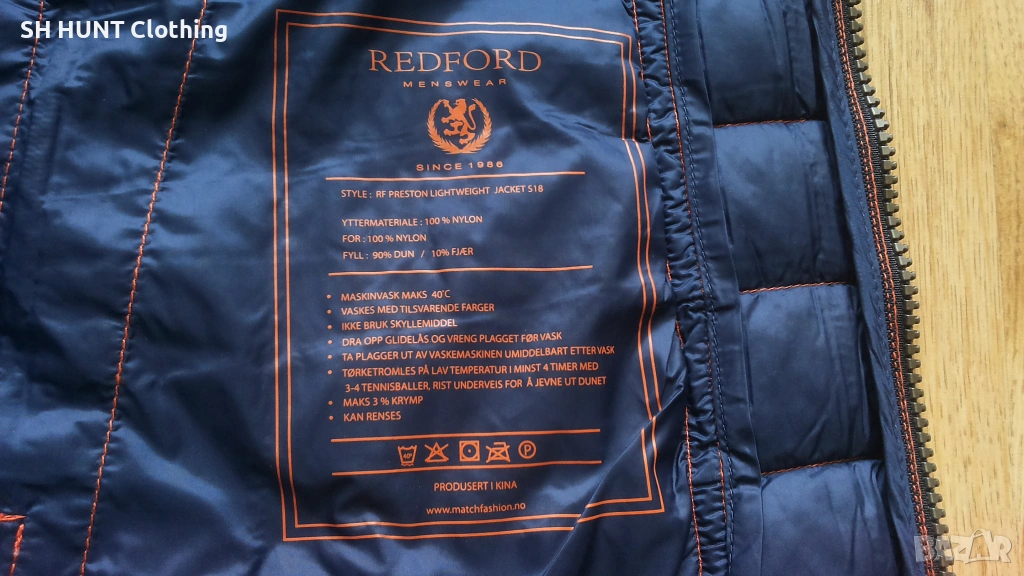 SH HUNT Clothing
REDFORD
MENSWEAR
SINCE 1986
STYLE : RF PRESTON LIGHTWEIGHT JACKET S18
YTTERMATERIALE : 100 % NYLON
FOR : 100 % NYLON
FYLL : 90% DUN / 10% FJÆR
• MASKINVASK MAKS 40°C
• VASKES MED TILSVARENDE FARGER
• IKKE BRUK SKYLLEMIDDEL
• DRA OPP GLIDELÅS OG VRENG PLAGGET FØR VASK
• TA PLAGGER UT AV VASKEMASKINEN UMIDDELBART ETTER VASK
• TØRKETROMLES PÅ LAV TEMPERATUR I MINST 4 TIMER MED
3-4 TENNISBALLER, RIST UNDERVEIS FOR Å JEVNE UT DUNET
• MAKS 3 % KRYMP
• KAN RENSES
40° P
PRODUSERT I KINA
www.matchfashion.no
BAZAR